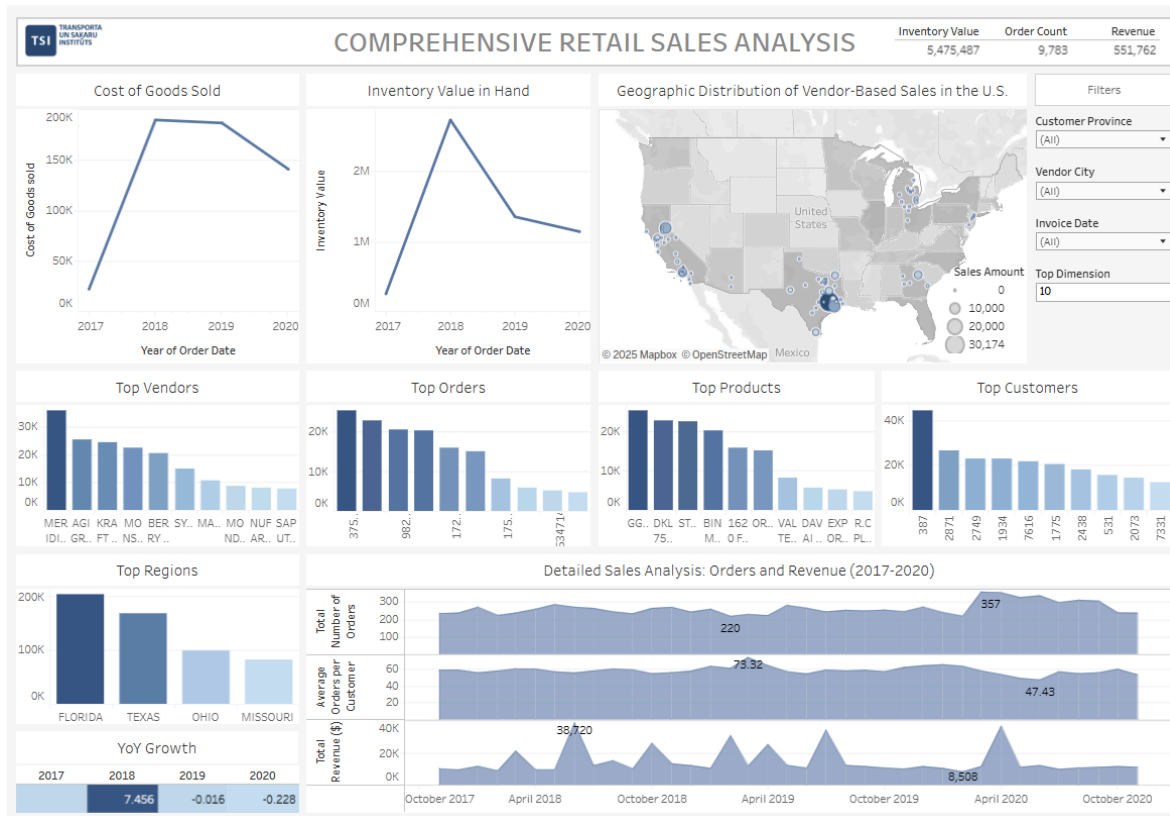 TSI
TRANSPORTA
UN SAKARU
INSTITŪTS
COMPREHENSIVE RETAIL SALES ANALYSIS
Inventory Value Order Count Revenue
5,475,487 9,783 551,762
Cost of Goods Sold
200K
150K
100K
50K
0K
Cost of Goods sold
2017 2018 2019 2020
Year of Order Date
Inventory Value in Hand
2M
1M
0M
Inventory Value
2017 2018 2019 2020
Year of Order Date
Geographic Distribution of Vendor-Based Sales in the U.S.
United
States
Mexico
Sales Amount
0
10,000
20,000
30,174
© 2025 Mapbox © OpenStreetMap
Filters
Customer Province
(All)
Vendor City
(All)
Invoice Date
(All)
Top Dimension
10
Top Vendors
30K
20K
10K
0K
MER AGI KRA MO BER SY.. MA.. MO NUF SAP
IDI.. GR.. FT .. NS.. RY .. ND.. AR.. UT..
Top Orders
20K
10K
0K
375..
982..
172..
175..
Top Products
20K
10K
0K
GG.. DKL ST.. BIN 162 OR.. VAL DAV EXP R.C
75.. M.. 0 F.. TE.. AI .. OR.. PL..
Top Customers
40K
20K
0K
387
2871
2749
1934
7616
1775
2438
531
2073
7331
Top Regions
200K
100K
0K
FLORIDA TEXAS OHIO MISSOURI
YoY Growth
2017 2018 2019 2020
7.456 -0.016 -0.228
Detailed Sales Analysis: Orders and Revenue (2017-2020)
Total
Number of
Orders
300
200
100
220
357
Average
Orders per
Customer
60
40
20
73.32
47.43
Total
Revenue ($)
40K
20K
0K
38,720
8,508
October 2017 April 2018 October 2018 April 2019 October 2019 April 2020 October 2020